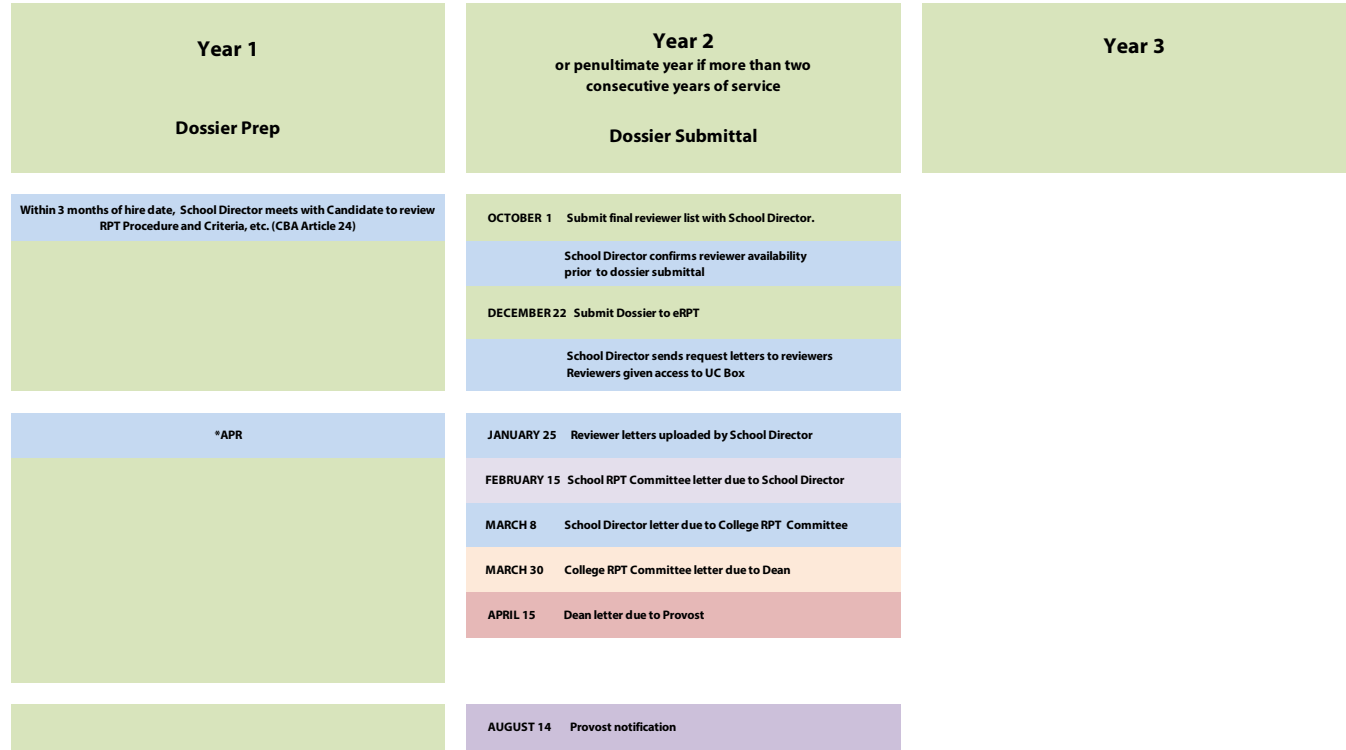 Year 1
Dossier Prep
Year 2
or penultimate year if more than two
consecutive years of service
Dossier Submittal
Year 3
Within 3 months of hire date, School Director meets with Candidate to review
RPT Procedure and Criteria, etc. (CBA Article 24)
*APR
OCTOBER 1 Submit final reviewer list with School Director.
School Director confirms reviewer availability
prior to dossier submittal
DECEMBER 22 Submit Dossier to eRPT
School Director sends request letters to reviewers
Reviewers given access to UC Box
JANUARY 25 Reviewer letters uploaded by School Director
FEBRUARY 15 School RPT Committee letter due to School Director
MARCH 8 School Director letter due to College RPT Committee
MARCH 30 College RPT Committee letter due to Dean
APRIL 15 Dean letter due to Provost
AUGUST 14 Provost notification